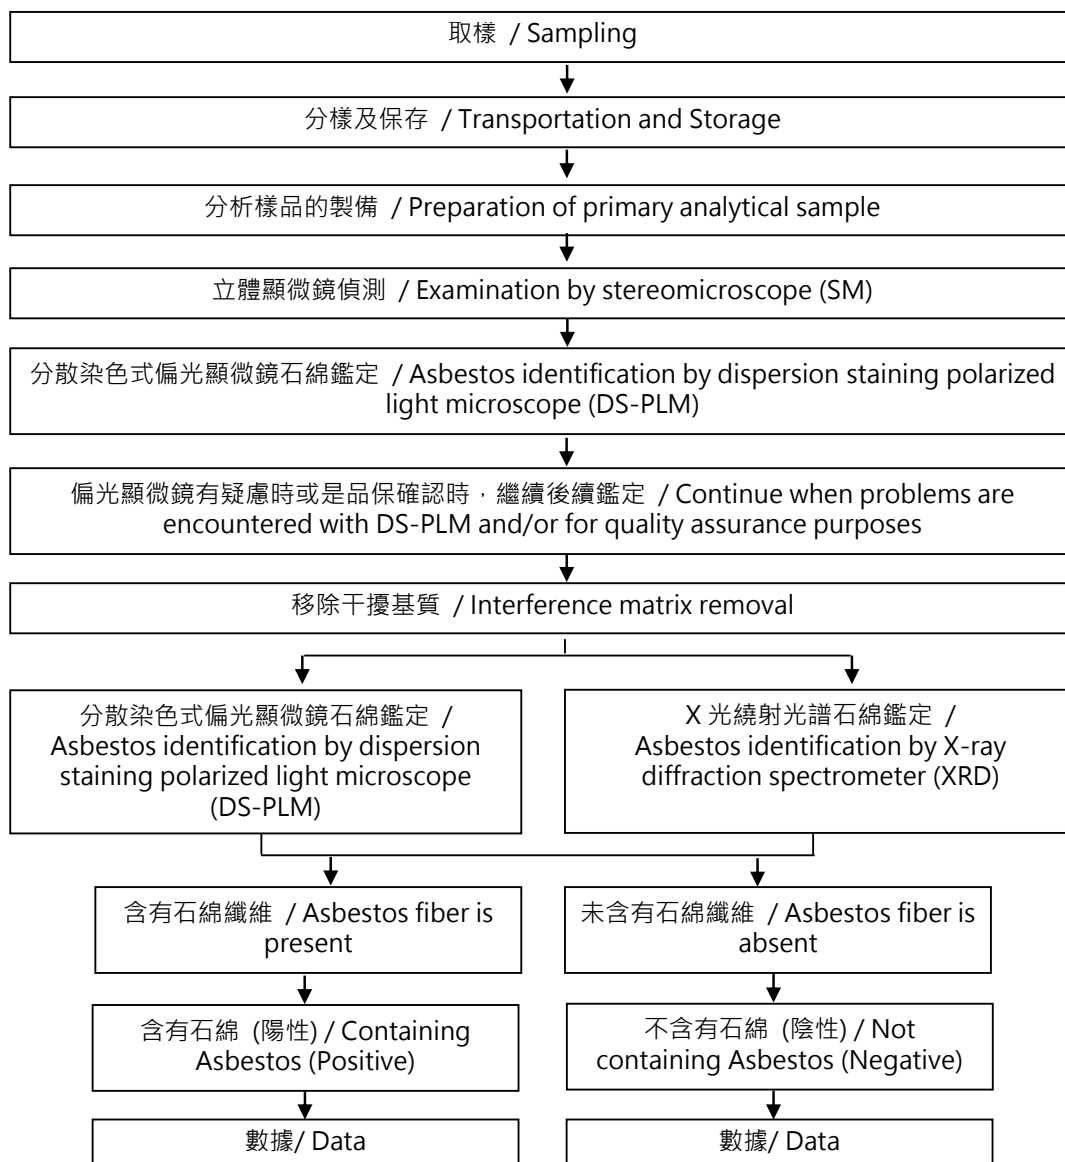 取樣 / Sampling
分樣及保存 / Transportation and Storage
分析樣品的製備 / Preparation of primary analytical sample
立體顯微鏡偵測 / Examination by stereomicroscope (SM)
分散染色式偏光顯微鏡石綿鑑定 / Asbestos identification by dispersion staining polarized
light microscope (DS-PLM)
偏光顯微鏡有疑慮時或是品保確認時，繼續後續鑑定 / Continue when problems are
encountered with DS-PLM and/or for quality assurance purposes
移除干擾基質 / Interference matrix removal
分散染色式偏光顯微鏡石綿鑑定 /
Asbestos identification by dispersion
staining polarized light microscope
(DS-PLM)
X 光繞射光譜石綿鑑定 /
Asbestos identification by X-ray
diffraction spectrometer (XRD)
含有石綿纖維 / Asbestos fiber is
present
未含有石綿纖維 / Asbestos fiber is
absent
含有石綿 (陽性) / Containing
Asbestos (Positive)
不含有石綿 (陰性) / Not
containing Asbestos (Negative)
數據/ Data
數據/ Data